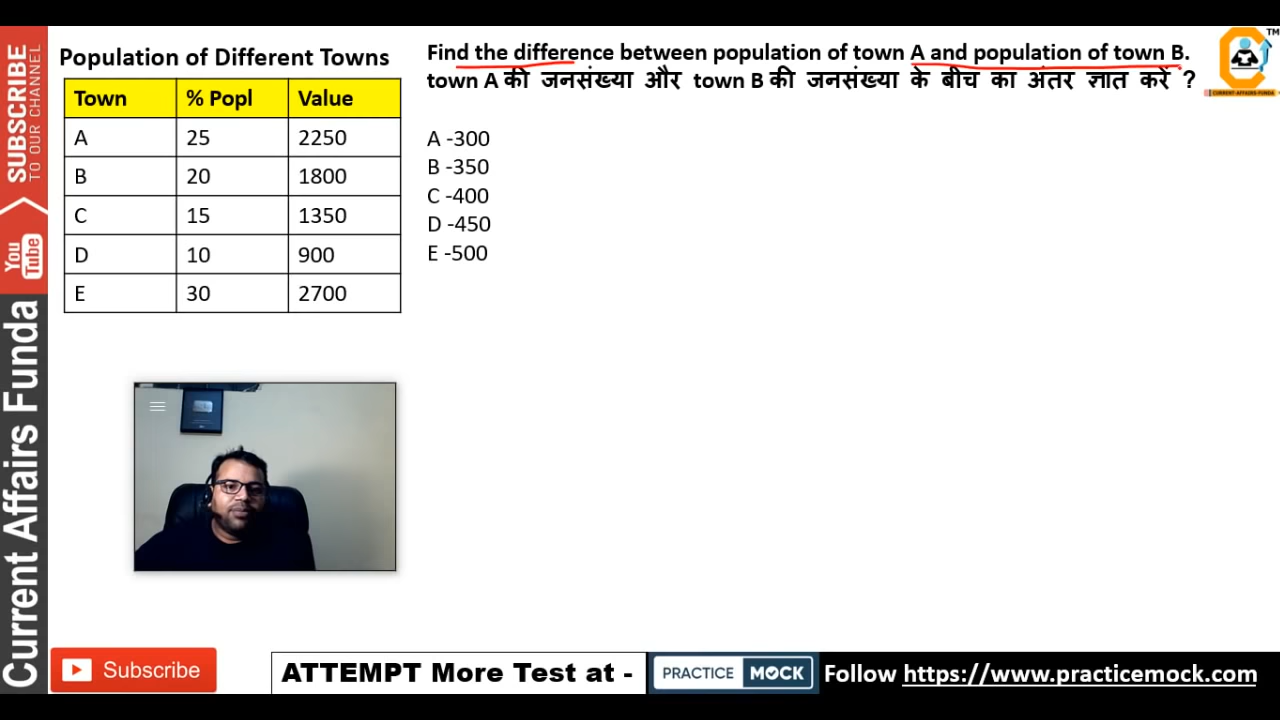 SUBSCRIBE
TO OUR CHANNEL
You Tube
Current Affairs Funda
Population of Different Towns
Town % Popl Value
A 25 2250
B 20 1800
C 15 1350
D 10 900
E 30 2700
Find the difference between population of town A and population of town B.
town A की जनसंख्या और town B की जनसंख्या के बीच का अंतर ज्ञात करें ?
A -300
B -350
C -400
D -450
E -500
TM
CURRENT-AFFAIRS-FUNDA
Subscribe
ATTEMPT More Test at -
PRACTICE MOCK
Follow https://www.practicemock.com